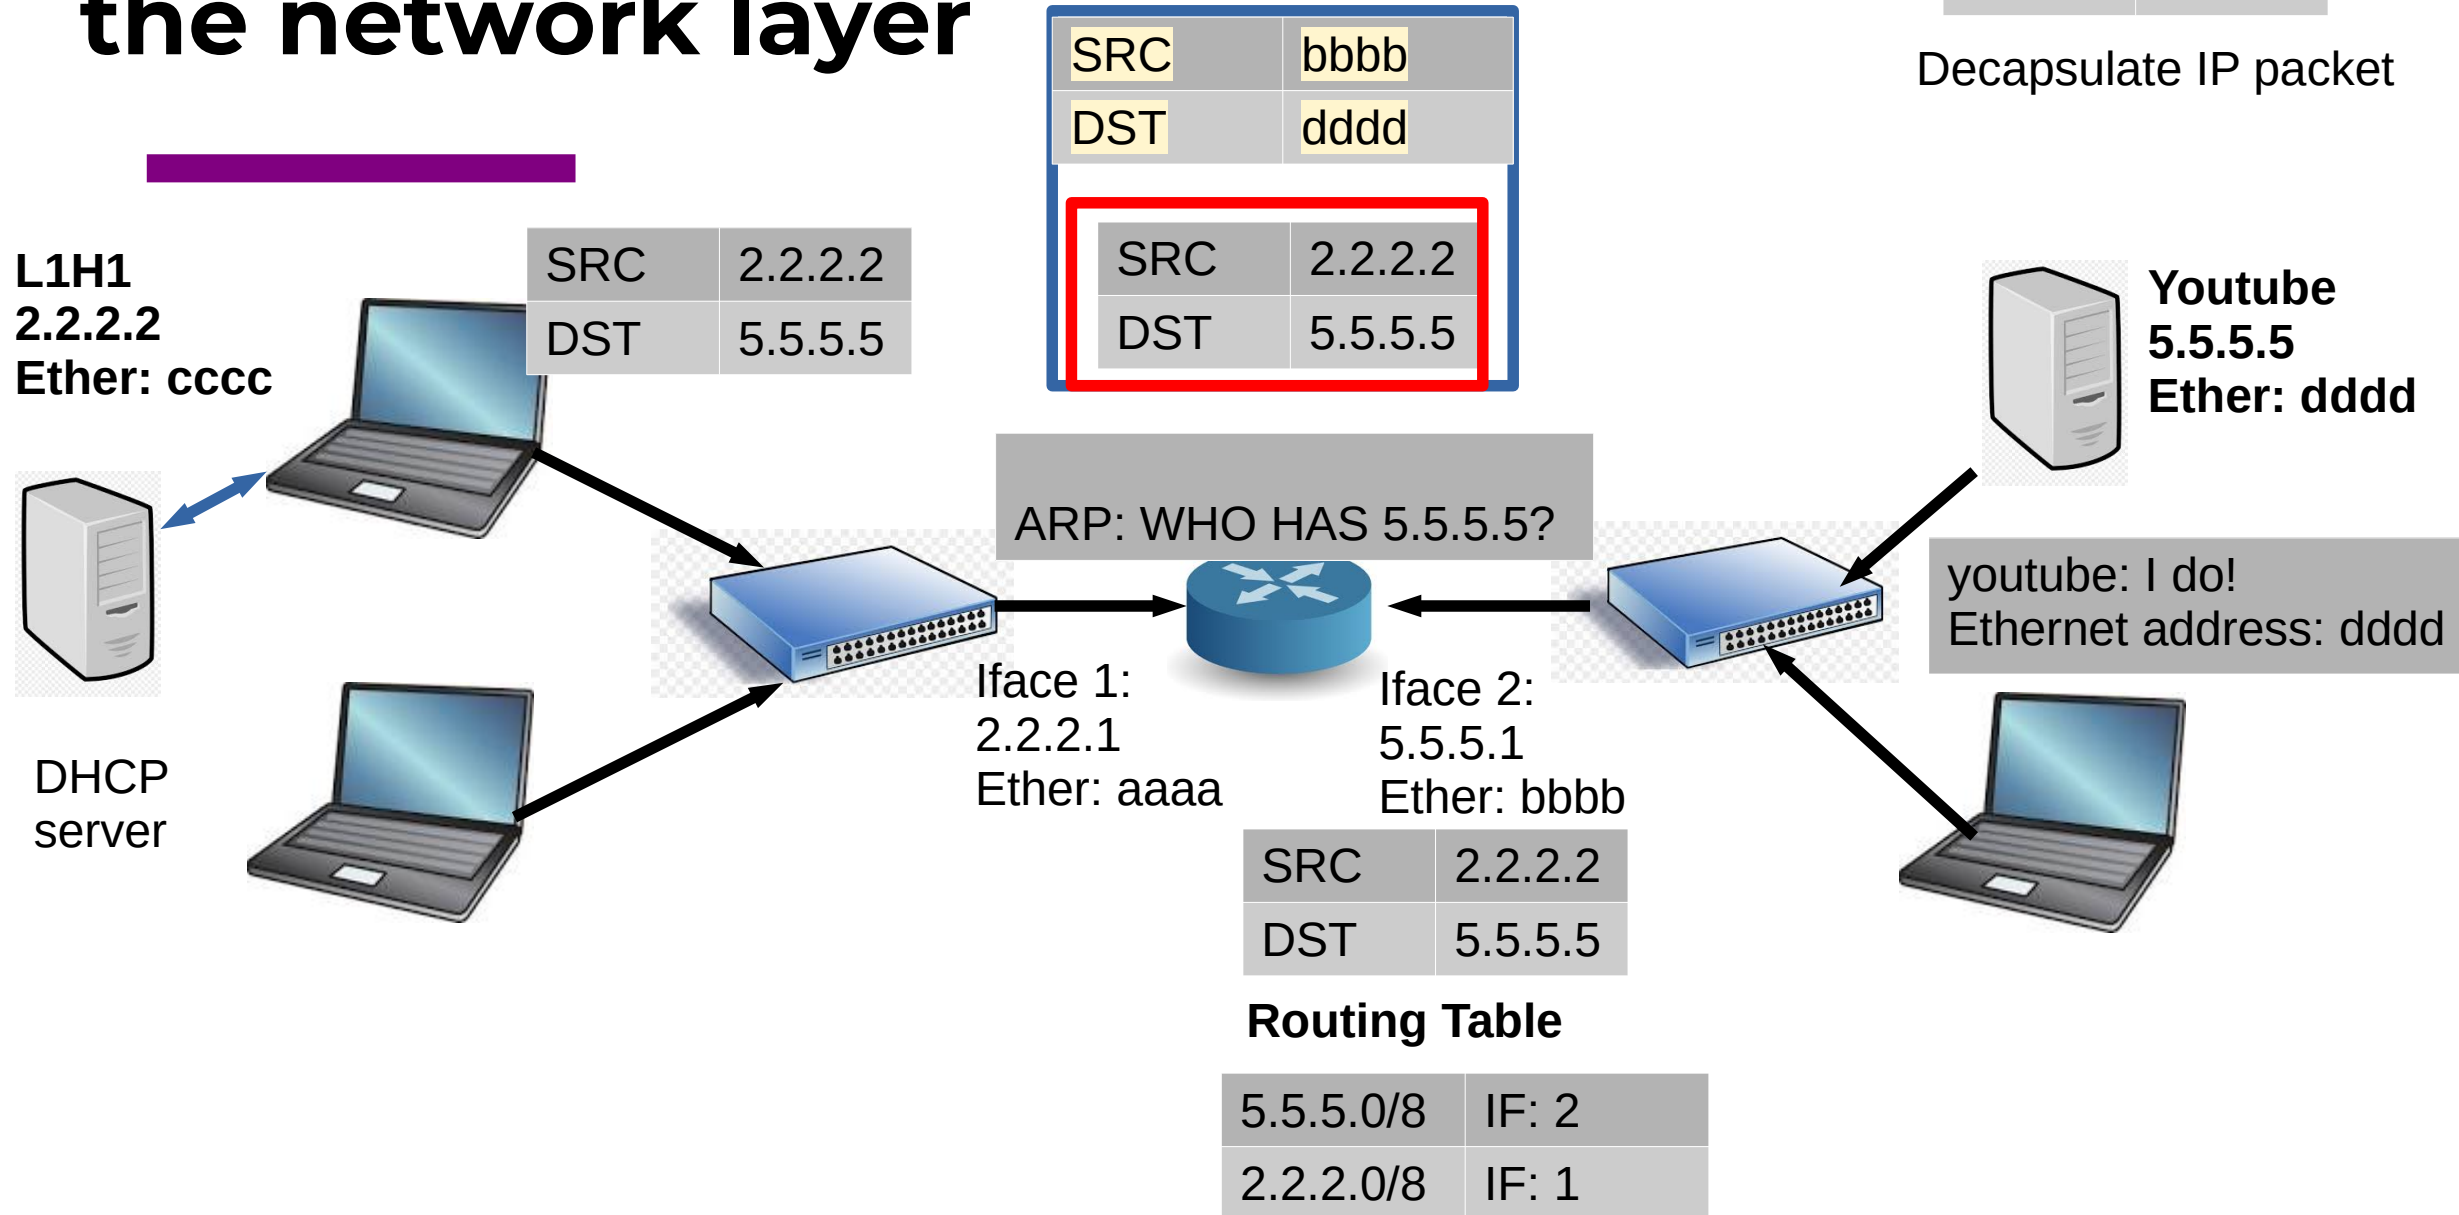 the network layer
SRC bbbb
DST dddd
Decapsulate IP packet
SRC 2.2.2.2
DST 5.5.5.5
L1H1
2.2.2.2
Ether: cccc
SRC 2.2.2.2
DST 5.5.5.5
Youtube
5.5.5.5
Ether: dddd
ARP: WHO HAS 5.5.5.5?
youtube: I do!
Ethernet address: dddd
Iface 1:
2.2.2.1
Ether: aaaa
Iface 2:
5.5.5.1
Ether: bbbb
DHCP
server
SRC 2.2.2.2
DST 5.5.5.5
Routing Table
5.5.5.0/8 IF: 2
2.2.2.0/8 IF: 1